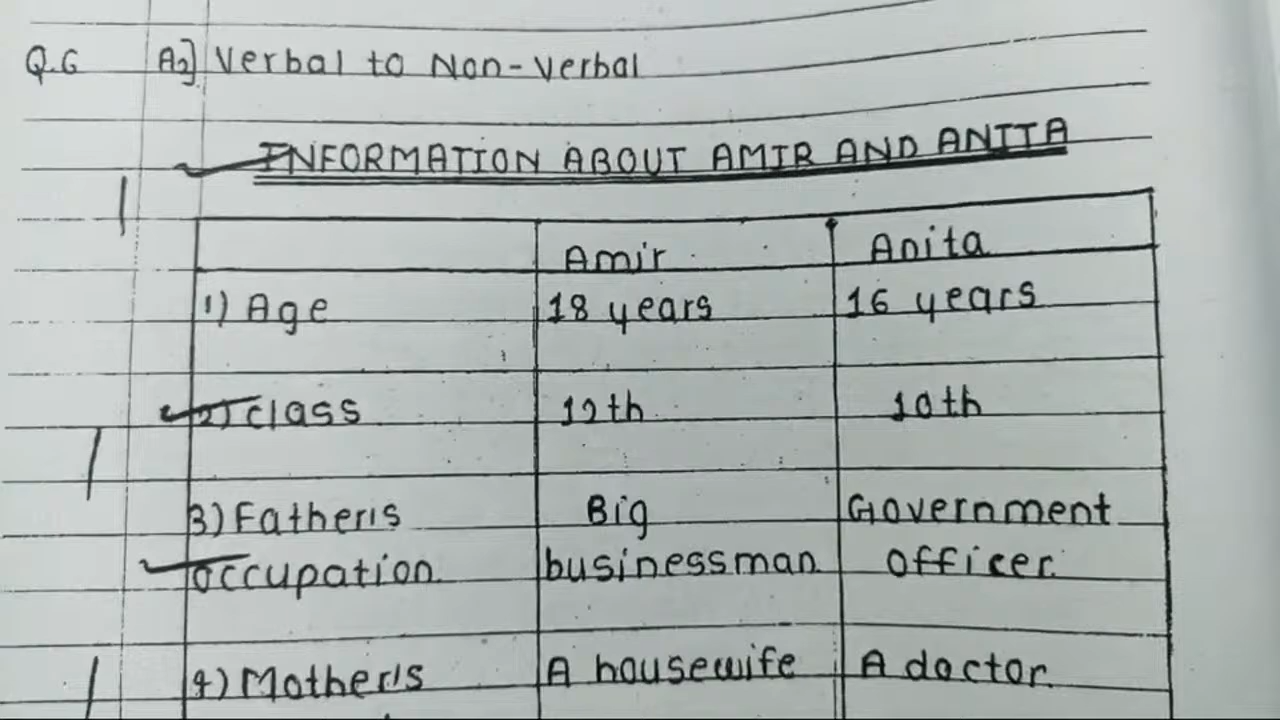 Q.6 A2] Verbal to Non-Verbal
INFORMATION ABOUT AMIR AND ANITA
Amir Anita
1) Age 18 years 16 years
2) class 12th 10th
3) Father's Big Government
occupation businessman officer.
4) Mother's A housewife A doctor.